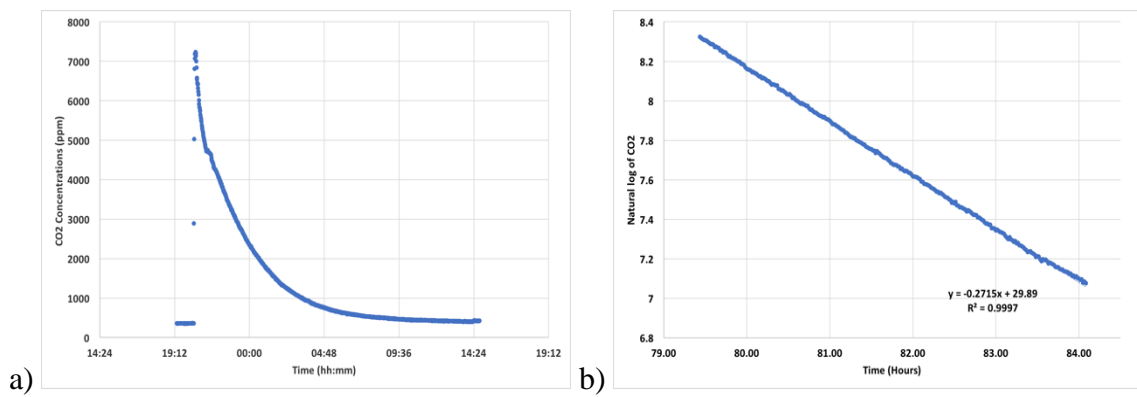 8000
7000
6000
5000
4000
3000
2000
1000
0
CO2 Concentrations (ppm)
14:24 19:12 00:00 04:48 09:36 14:24 19:12
Time (hh:mm)
a)
8.4
8.2
8
7.8
7.6
7.4
7.2
7
6.8
Natural log of CO2
y = -0.2715x + 29.89
R² = 0.9997
79.00 80.00 81.00 82.00 83.00 84.00
Time (Hours)
b)